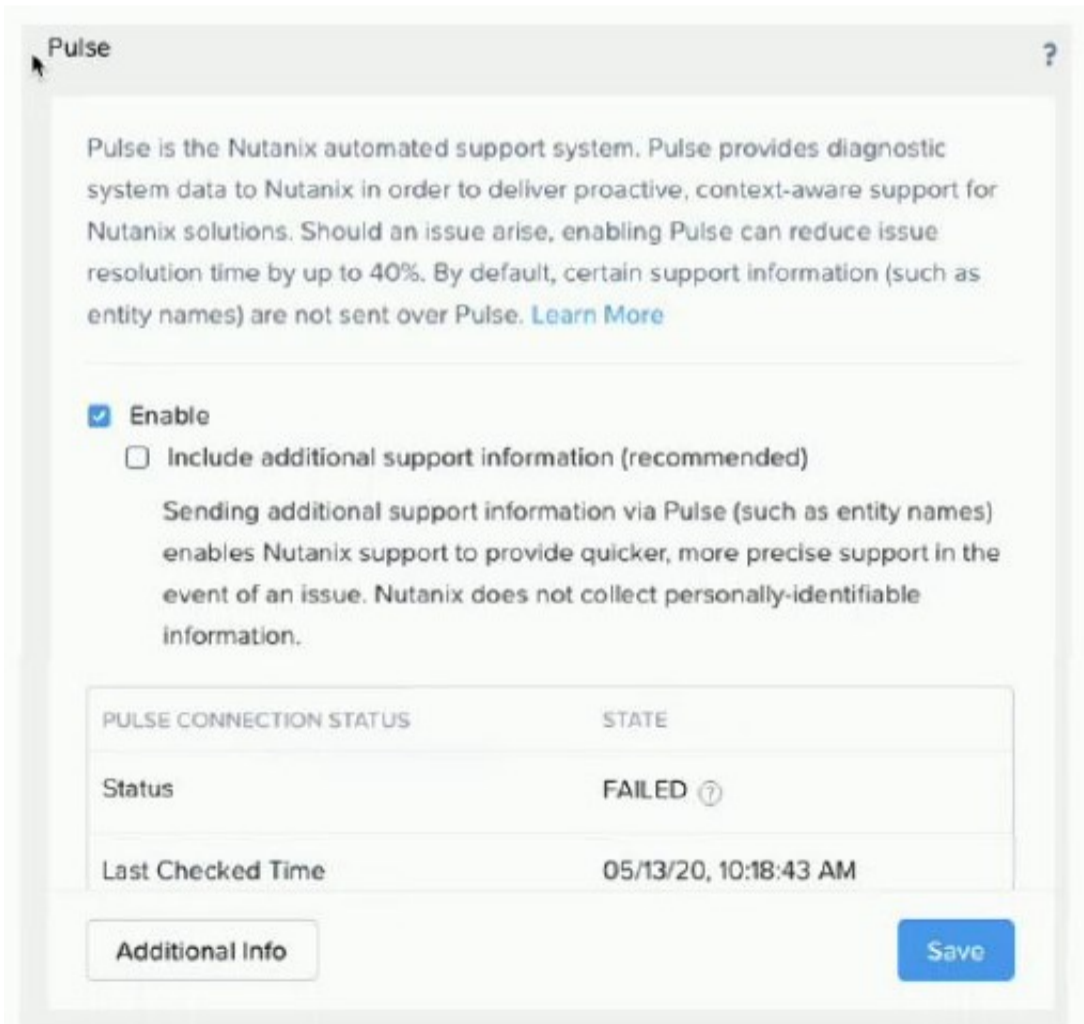 Pulse
?
Pulse is the Nutanix automated support system. Pulse provides diagnostic
system data to Nutanix in order to deliver proactive, context-aware support for
Nutanix solutions. Should an issue arise, enabling Pulse can reduce issue
resolution time by up to 40%. By default, certain support information (such as
entity names) are not sent over Pulse. Learn More
Enable
Include additional support information (recommended)
Sending additional support information via Pulse (such as entity names)
enables Nutanix support to provide quicker, more precise support in the
event of an issue. Nutanix does not collect personally-identifiable
information.
PULSE CONNECTION STATUS STATE
Status FAILED ?
Last Checked Time 05/13/20, 10:18:43 AM
Additional Info Save